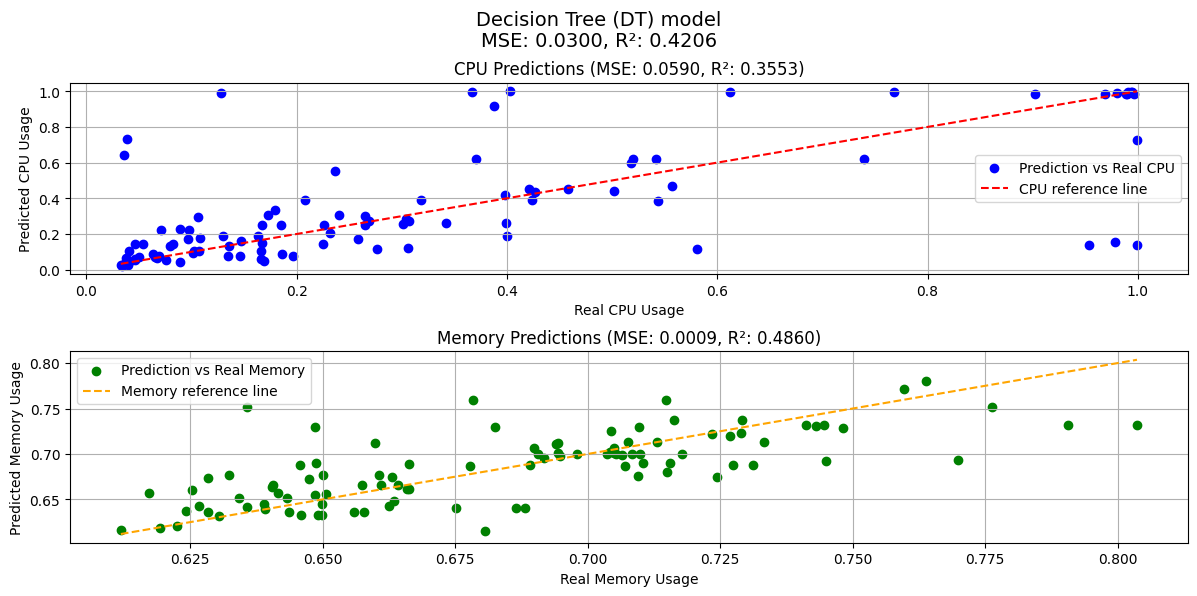 Decision Tree (DT) model
MSE: 0.0300, R²: 0.4206
CPU Predictions (MSE: 0.0590, R²: 0.3553)
1.0
0.8
0.6
0.4
0.2
0.0
Predicted CPU Usage
Prediction vs Real CPU
CPU reference line
0.0 0.2 0.4 0.6 0.8 1.0
Real CPU Usage
Memory Predictions (MSE: 0.0009, R²: 0.4860)
0.80
0.75
0.70
0.65
Predicted Memory Usage
Prediction vs Real Memory
Memory reference line
0.625 0.650 0.675 0.700 0.725 0.750 0.775 0.800
Real Memory Usage